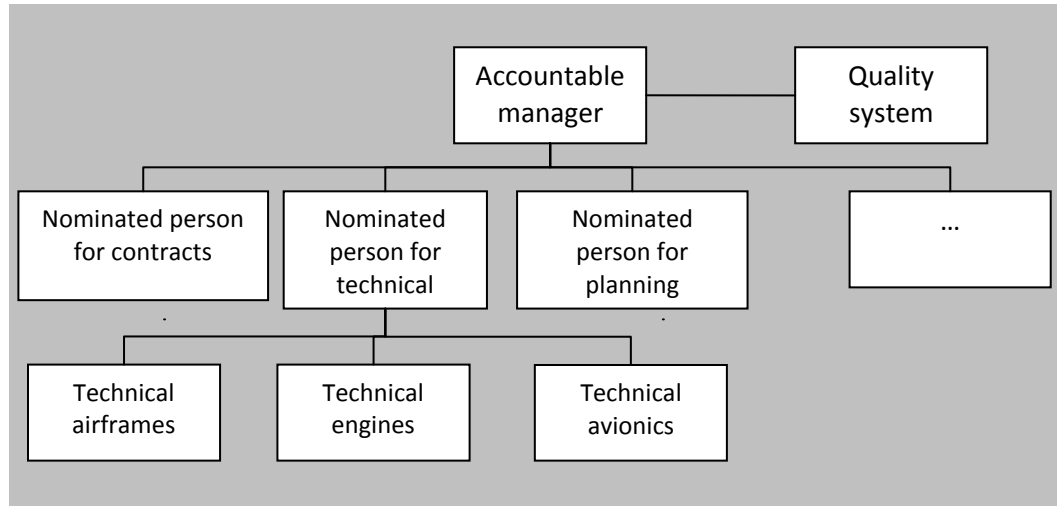 Accountable
manager
Quality
system
Nominated person
for contracts
Nominated
person for
technical
Nominated
person for
planning
...
Technical
airframes
Technical
engines
Technical
avionics